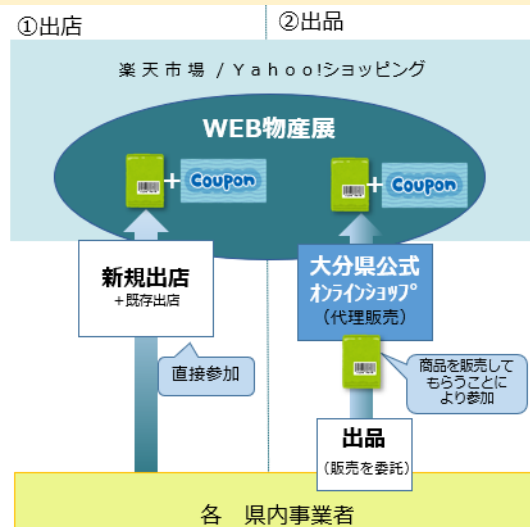 ①出店
②出品
楽天市場 / Yahoo!ショッピング
WEB物産展
+ Coupon
+ Coupon
新規出店
+既存出店
大分県公式
ｵﾝﾗｲﾝｼｮｯﾌﾟ
（代理販売）
直接参加
商品を販売して
もらうことに
より参加
出品
（販売を委託）
各　県内事業者